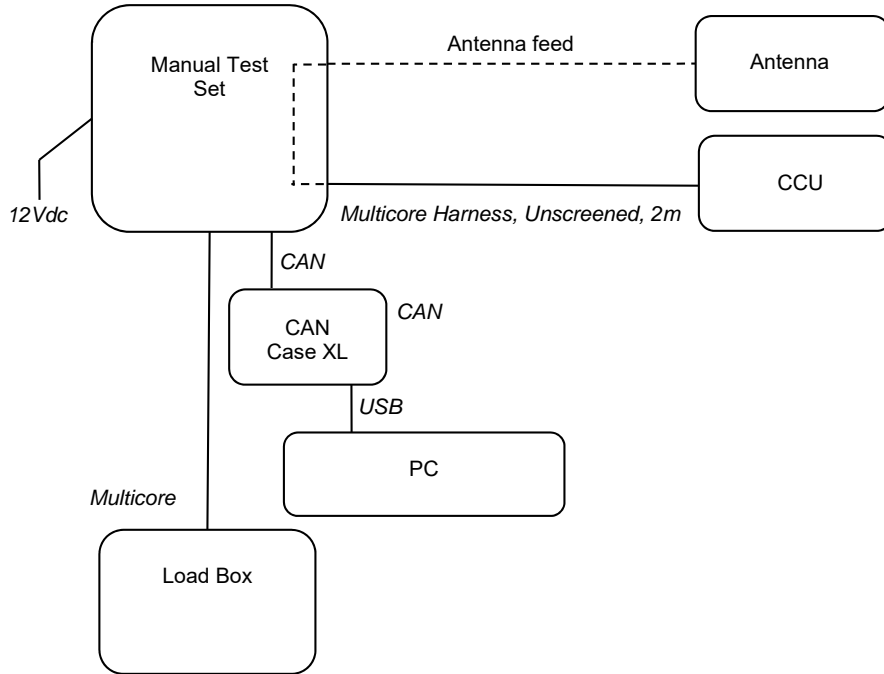 Antenna feed
Manual Test
Set
Antenna
CCU
12Vdc
Multicore Harness, Unscreened, 2m
CAN
CAN
CAN
Case XL
USB
PC
Multicore
Load Box